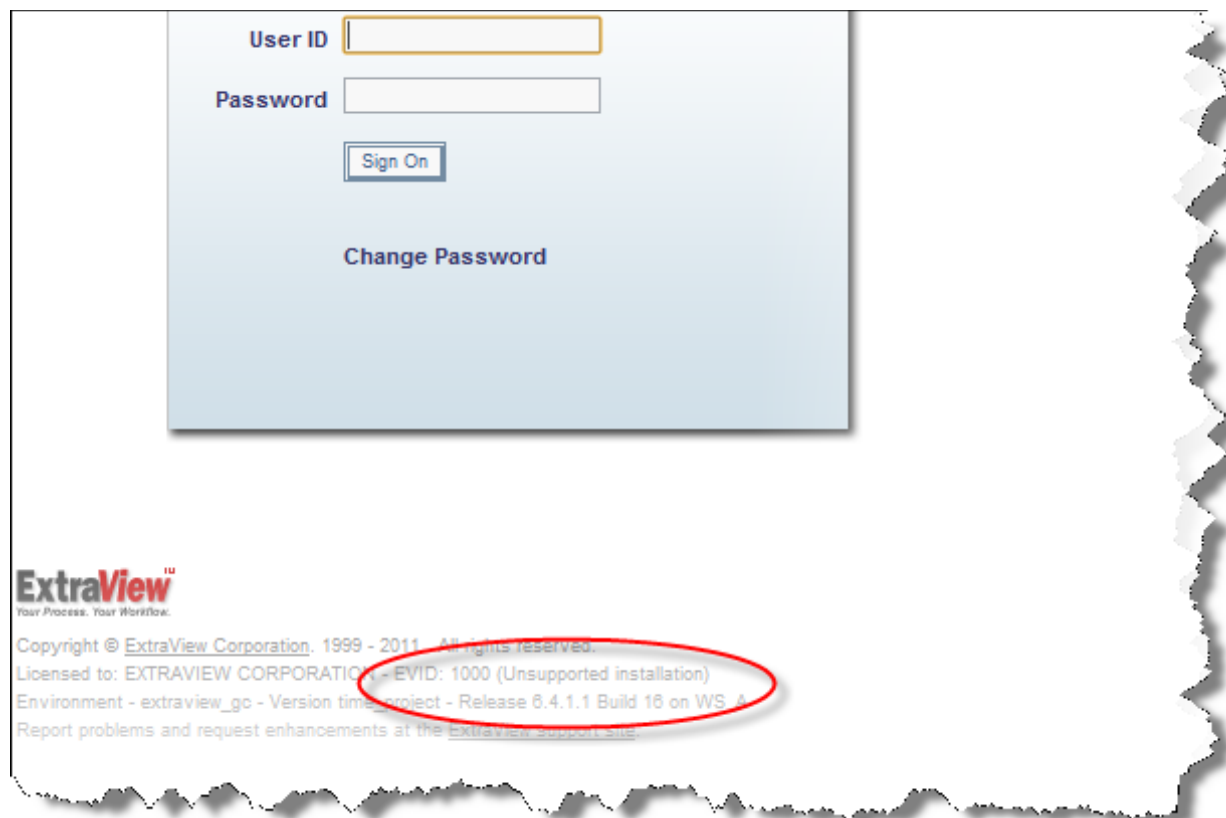 User ID
Password
Sign On
Change Password
ExtraView™
Your Process. Your Workflow.
Copyright © ExtraView Corporation. 1999 - 2011 - All rights reserved.
Licensed to: EXTRAVIEW CORPORATION - EVID: 1000 (Unsupported installation)
Environment - extraview_gc - Version time_project - Release 6.4.1.1 Build 16 on WS_A
Report problems and request enhancements at the ExtraView support site.